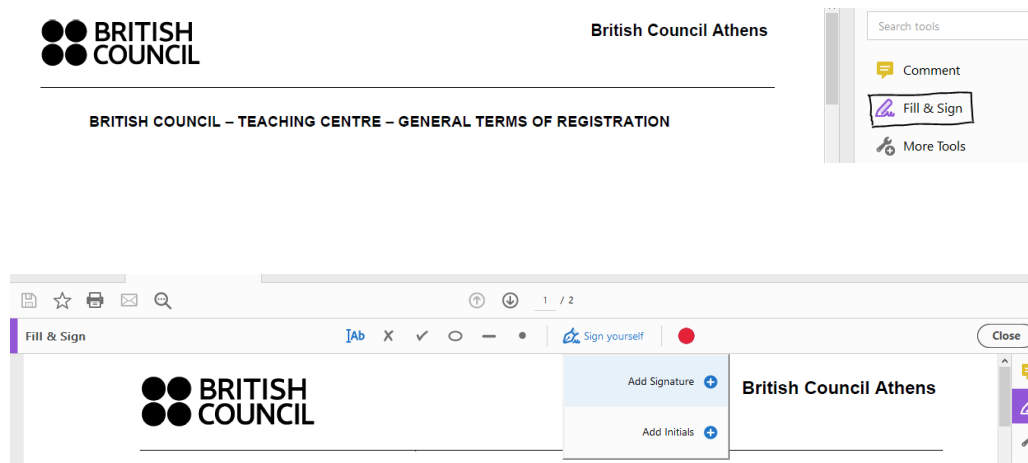 BRITISH
COUNCIL
British Council Athens
BRITISH COUNCIL – TEACHING CENTRE – GENERAL TERMS OF REGISTRATION
Search tools
Comment
Fill & Sign
More Tools
1 / 2
Fill & Sign
Ab
Sign yourself
Close
Add Signature
Add Initials
BRITISH
COUNCIL
British Council Athens